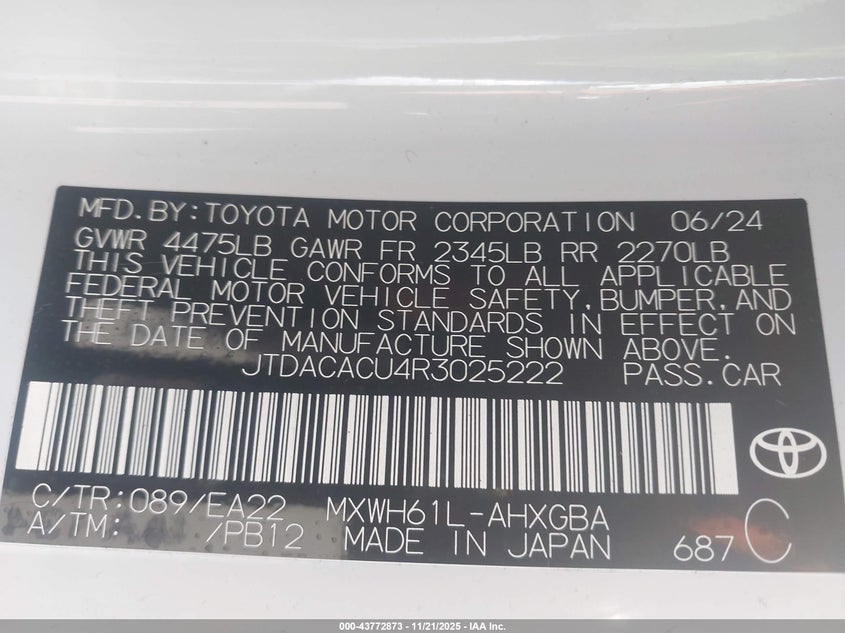 MFD.BY:TOYOTA MOTOR CORPORATION 06/24
GVWR 4475LB GAWR FR 2345LB RR 2270LB
THIS VEHICLE CONFORMS TO ALL APPLICABLE
FEDERAL MOTOR VEHICLE SAFETY,BUMPER,AND
THEFT PREVENTION STANDARDS IN EFFECT ON
THE DATE OF MANUFACTURE SHOWN ABOVE.
JTDACACU4R3025222 PASS.CAR
C/TR:089/EA22 MXWH61L-AHXGBA
A/TM: /PB12 MADE IN JAPAN 687 C
000-43772873 | 11/21/2025 - IAA Inc.